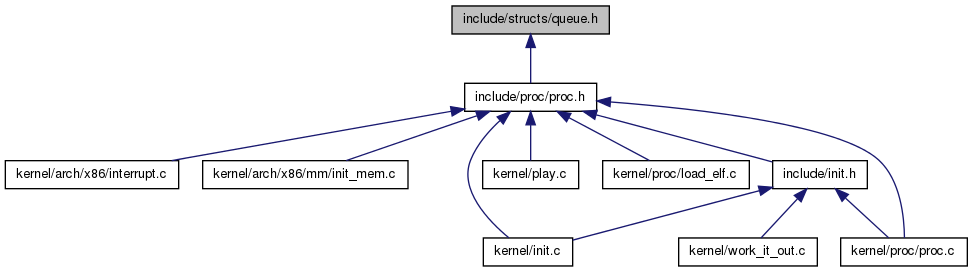 include/structs/queue.h
include/proc/proc.h
kernel/arch/x86/interrupt.c
kernel/arch/x86/mm/init_mem.c
kernel/play.c
kernel/proc/load_elf.c
include/init.h
kernel/init.c
kernel/work_it_out.c
kernel/proc/proc.c